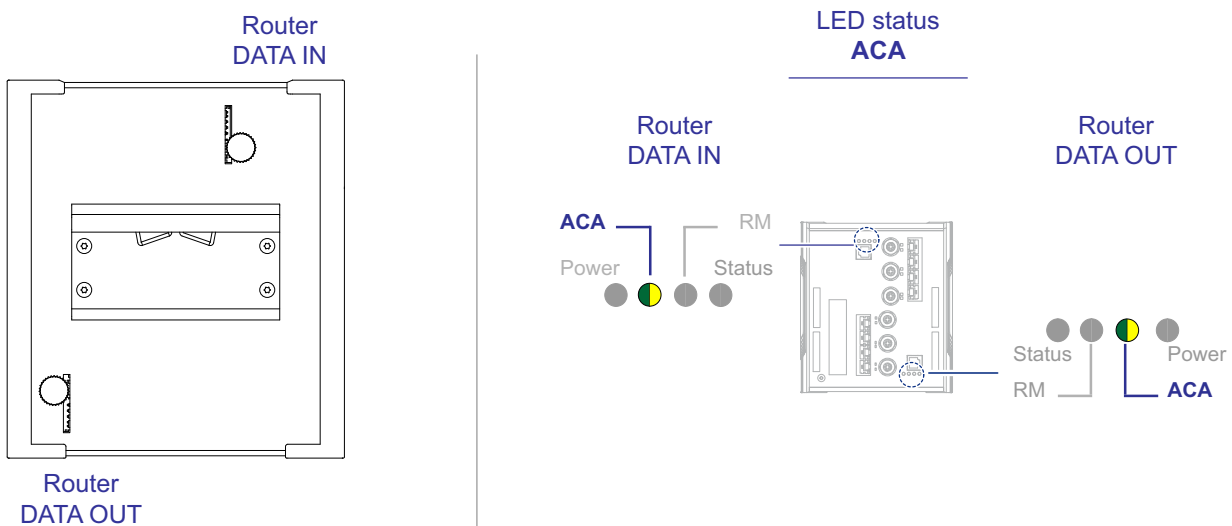 Router
DATA IN
Router
DATA OUT
LED status
ACA
Router
DATA IN
Router
DATA OUT
ACA
RM
Power
Status
Status
Power
RM
ACA